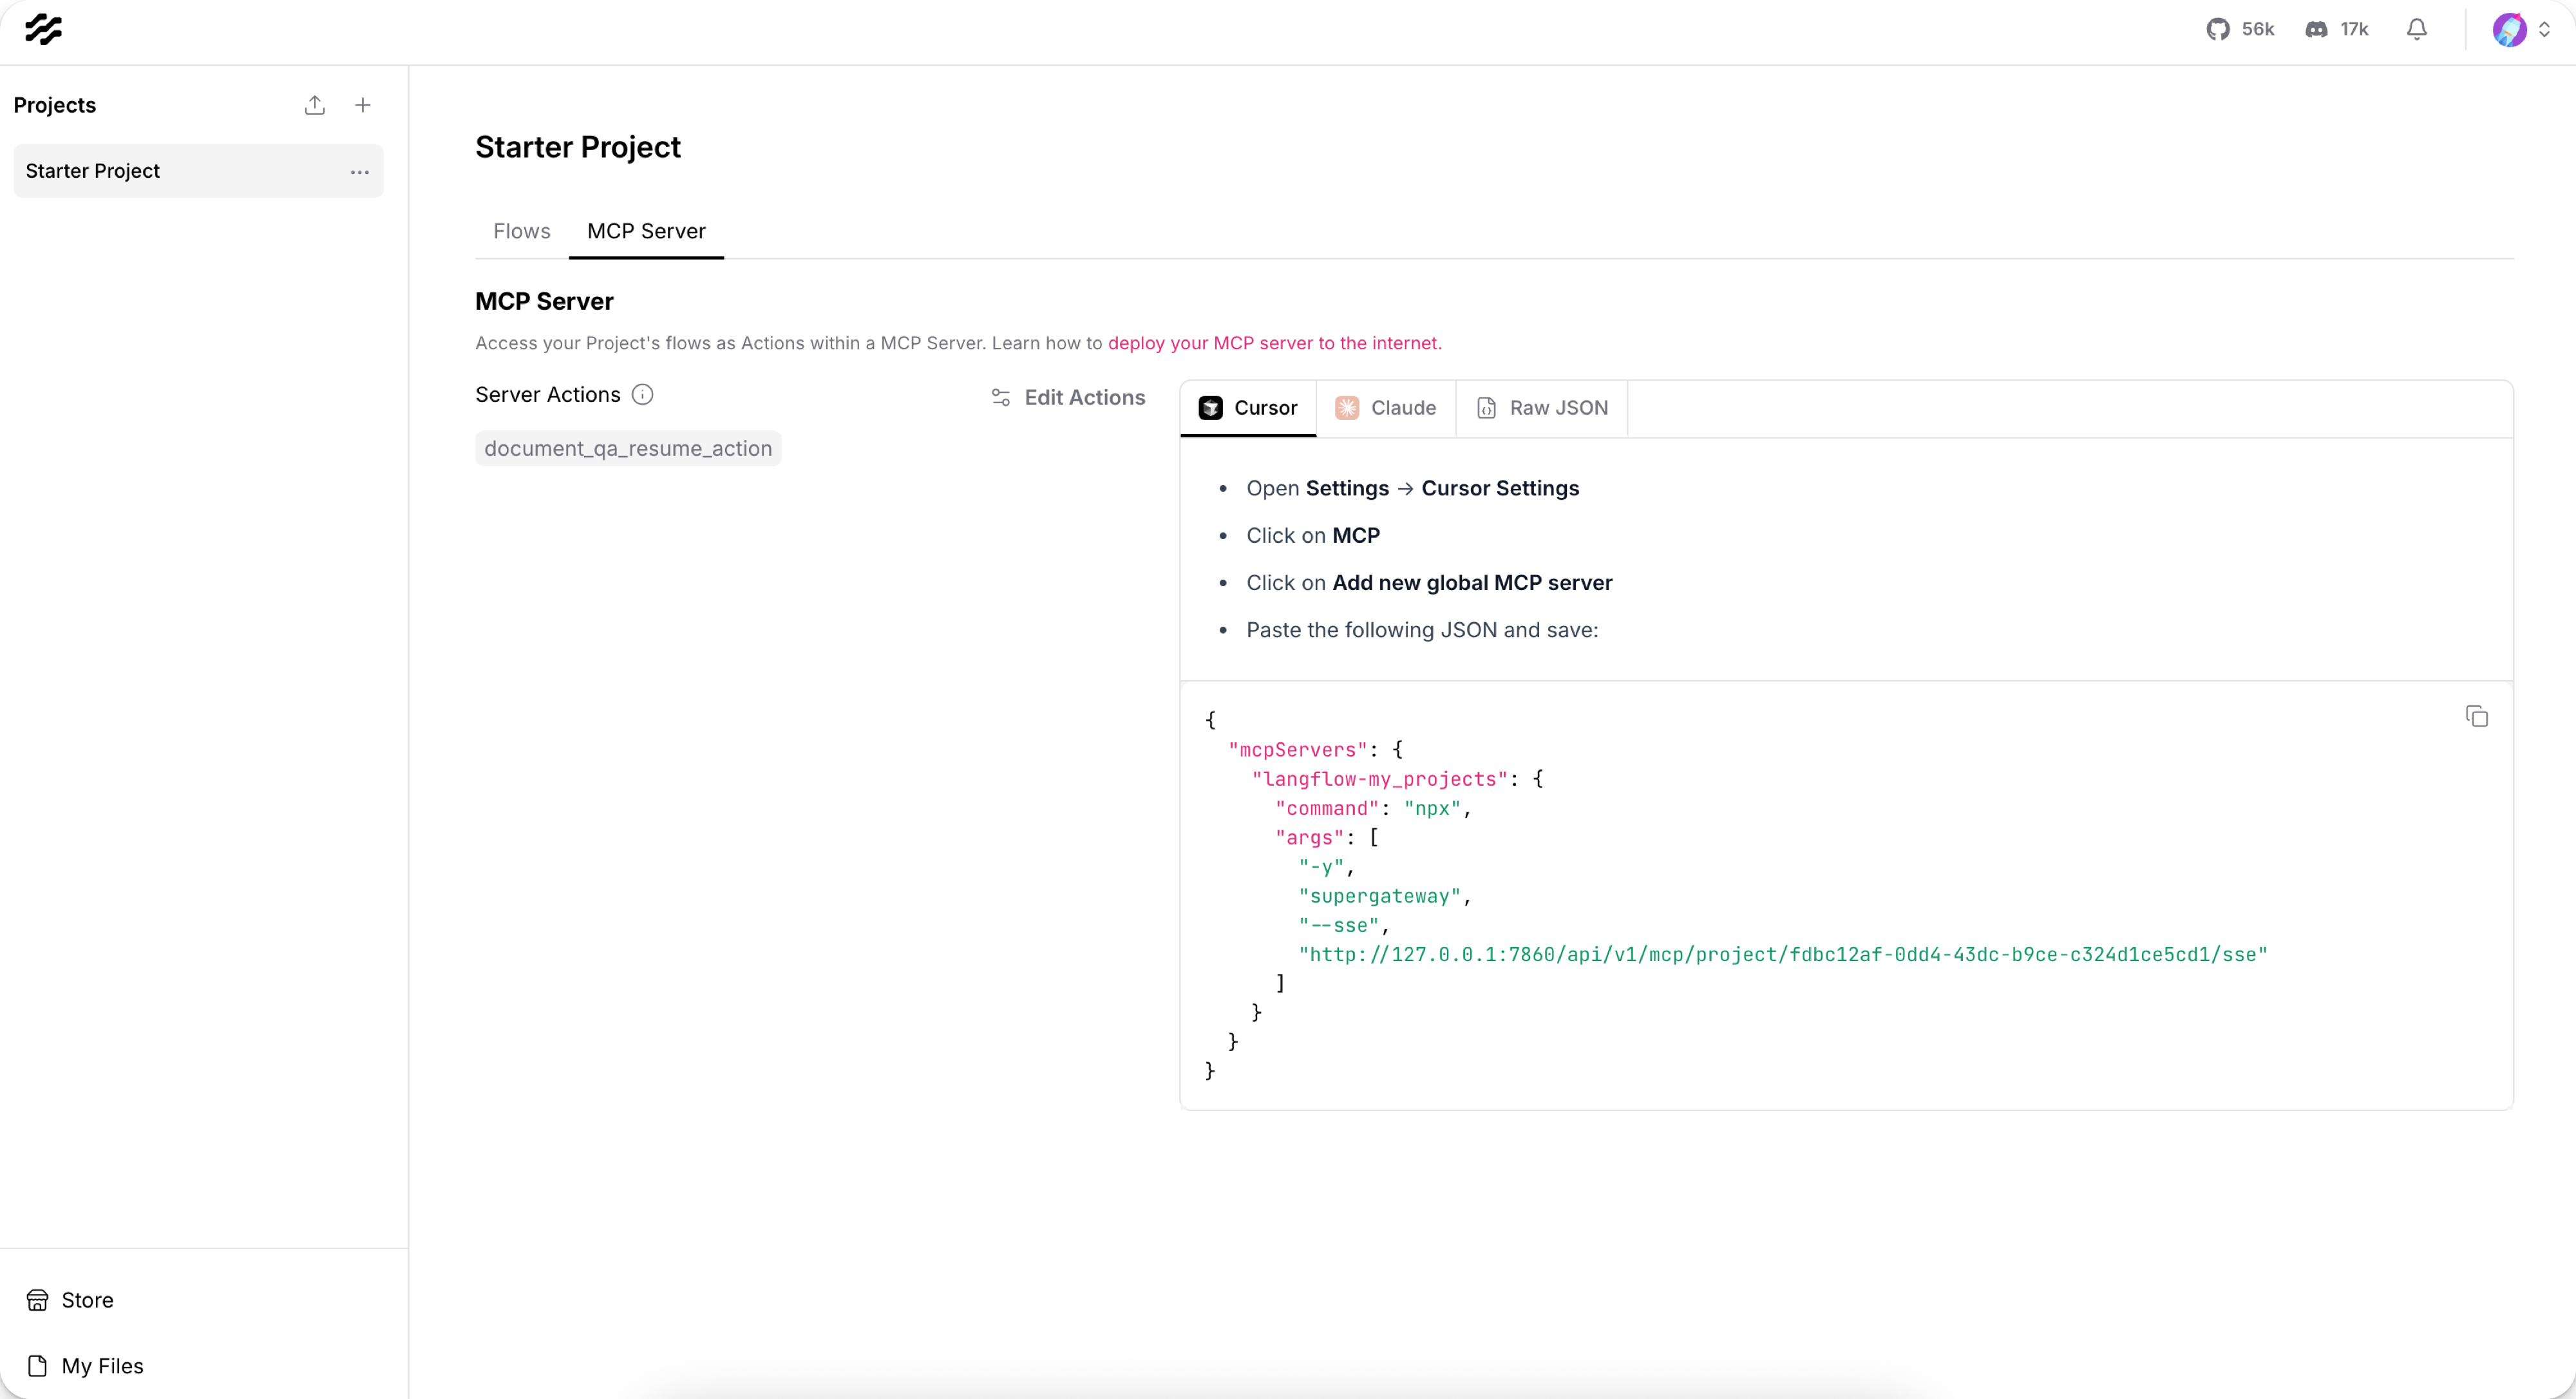 56k
17k
Projects
Starter Project
Starter Project
Flows
MCP Server
MCP Server
Access your Project's flows as Actions within a MCP Server. Learn how to deploy your MCP server to the internet.
Server Actions
Edit Actions
document_qa_resume_action
Cursor
Claude
Raw JSON
• Open Settings → Cursor Settings
• Click on MCP
• Click on Add new global MCP server
• Paste the following JSON and save:
{
  "mcpServers": {
    "langflow-my_projects": {
      "command": "npx",
      "args": [
        "-y",
        "supergateway",
        "--sse",
        "http://127.0.0.1:7860/api/v1/mcp/project/fdbc12af-0dd4-43dc-b9ce-c324d1ce5cd1/sse"
      ]
    }
  }
}
Store
My Files